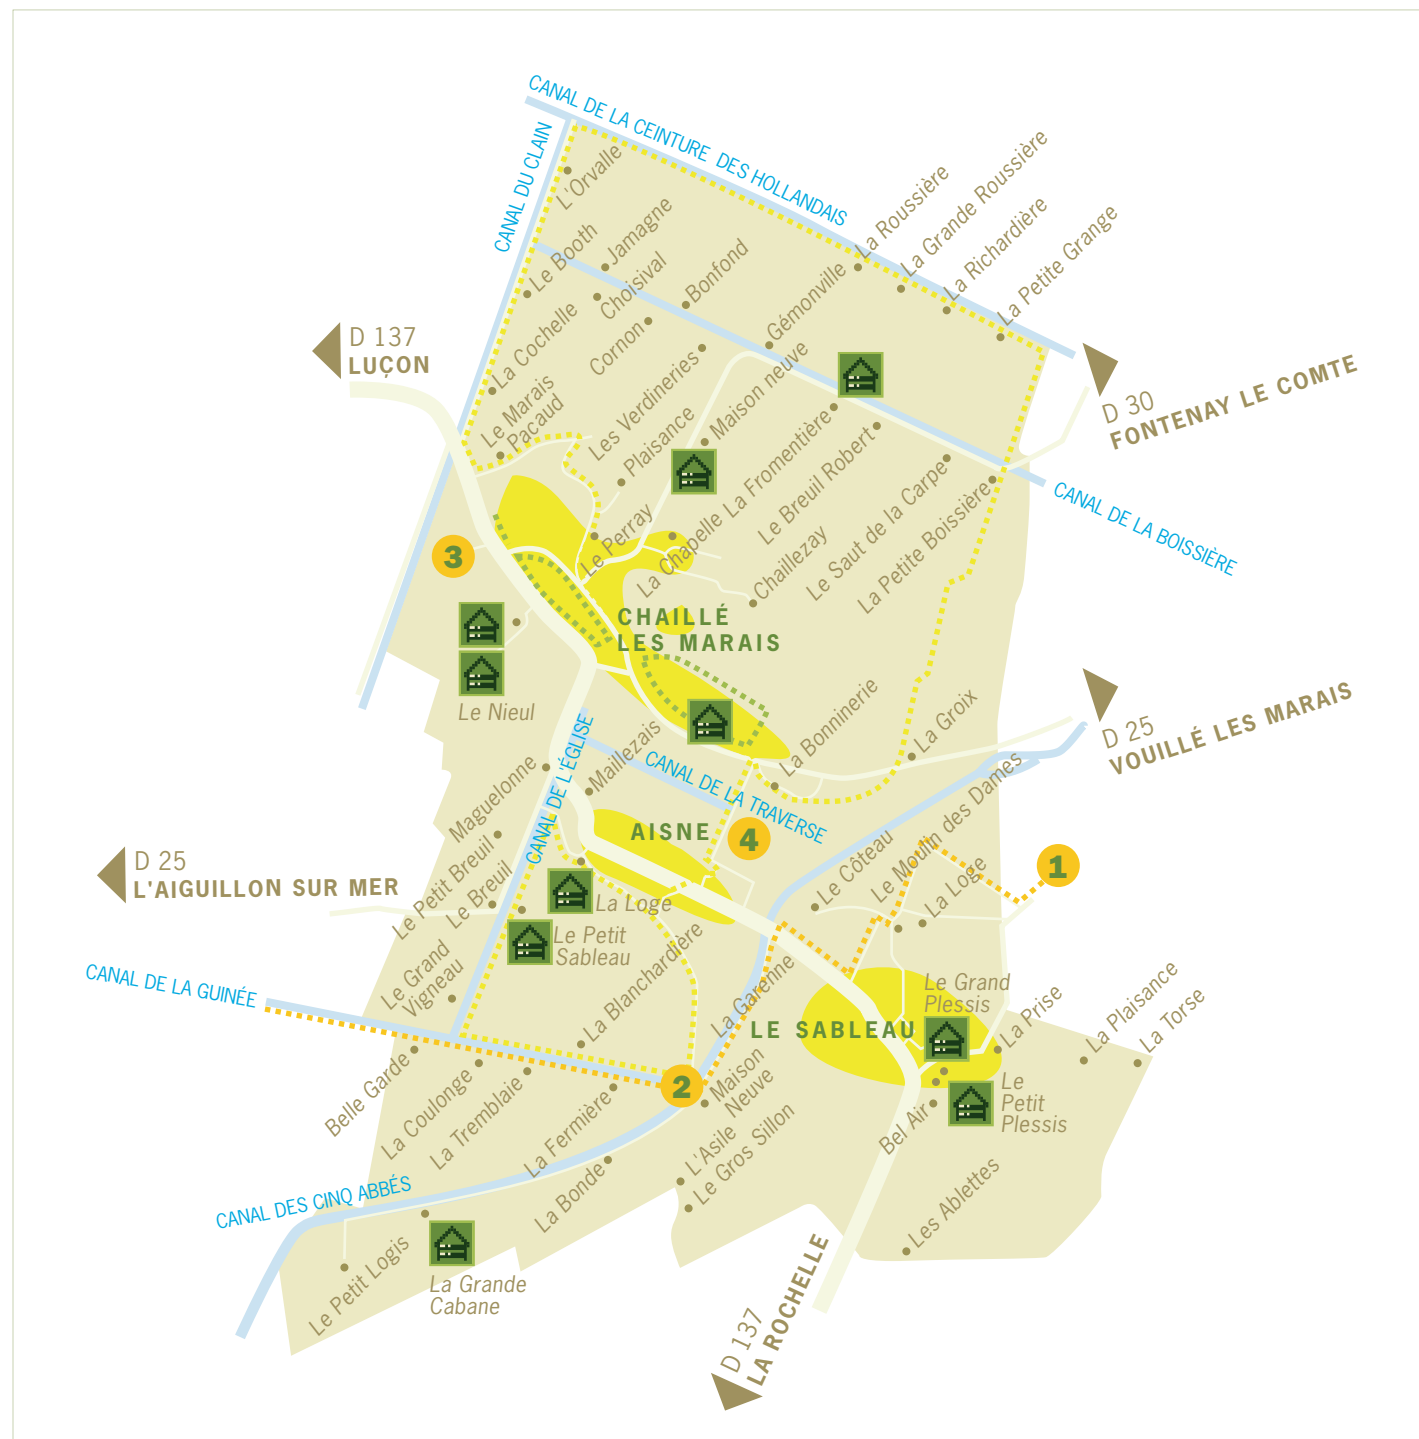 CANAL DE LA CEINTURE DES HOLLANDAIS
CANAL DU CLAIN
L'Orvalle
La Roussière
La Grande Roussière
La Richardière
La Petite Grange
Le Booth
Jamagne
Choisival
Bonfond
Gémonville
La Cochelle
Cornon
D 137
LUÇON
Le Marais
Pacaud
Les Verdineries
Plaisance
Maison neuve
D 30
FONTENAY LE COMTE
La Fromentière
Le Breuil Robert
Le Saut de la Carpe
La Petite Boissière
CANAL DE LA BOISSIÈRE
Le Perray
La Chapelle
Chaillezay
3
CHAILLÉ
LES MARAIS
Le Nieul
La Bonninerie
La Groix
D 25
VOUILLÉ LES MARAIS
Maillezais
CANAL DE L'ÉGLISE
CANAL DE LA TRAVERSE
Maguelonne
AISNE
4
Le Petit Breuil
Le Breuil
Le Côteau
Le Moulin des Dames
La Loge
1
D 25
L'AIGUILLON SUR MER
La Loge
Le Petit
Sableau
Le Grand
Vigneau
La Blanchardière
La Garenne
CANAL DE LA GUINÉE
LE SABLEAU
Le Grand
Plessis
La Prise
La Plaisance
La Torse
Belle Garde
La Coulonge
La Tremblaie
La Fermière
2
Maison
Neuve
Bel Air
Le
Petit
Plessis
L'Asile
Le Gros Sillon
La Bonde
CANAL DES CINQ ABBÉS
Les Ablettes
Le Petit Logis
La Grande
Cabane
D 137
LA ROCHELLE